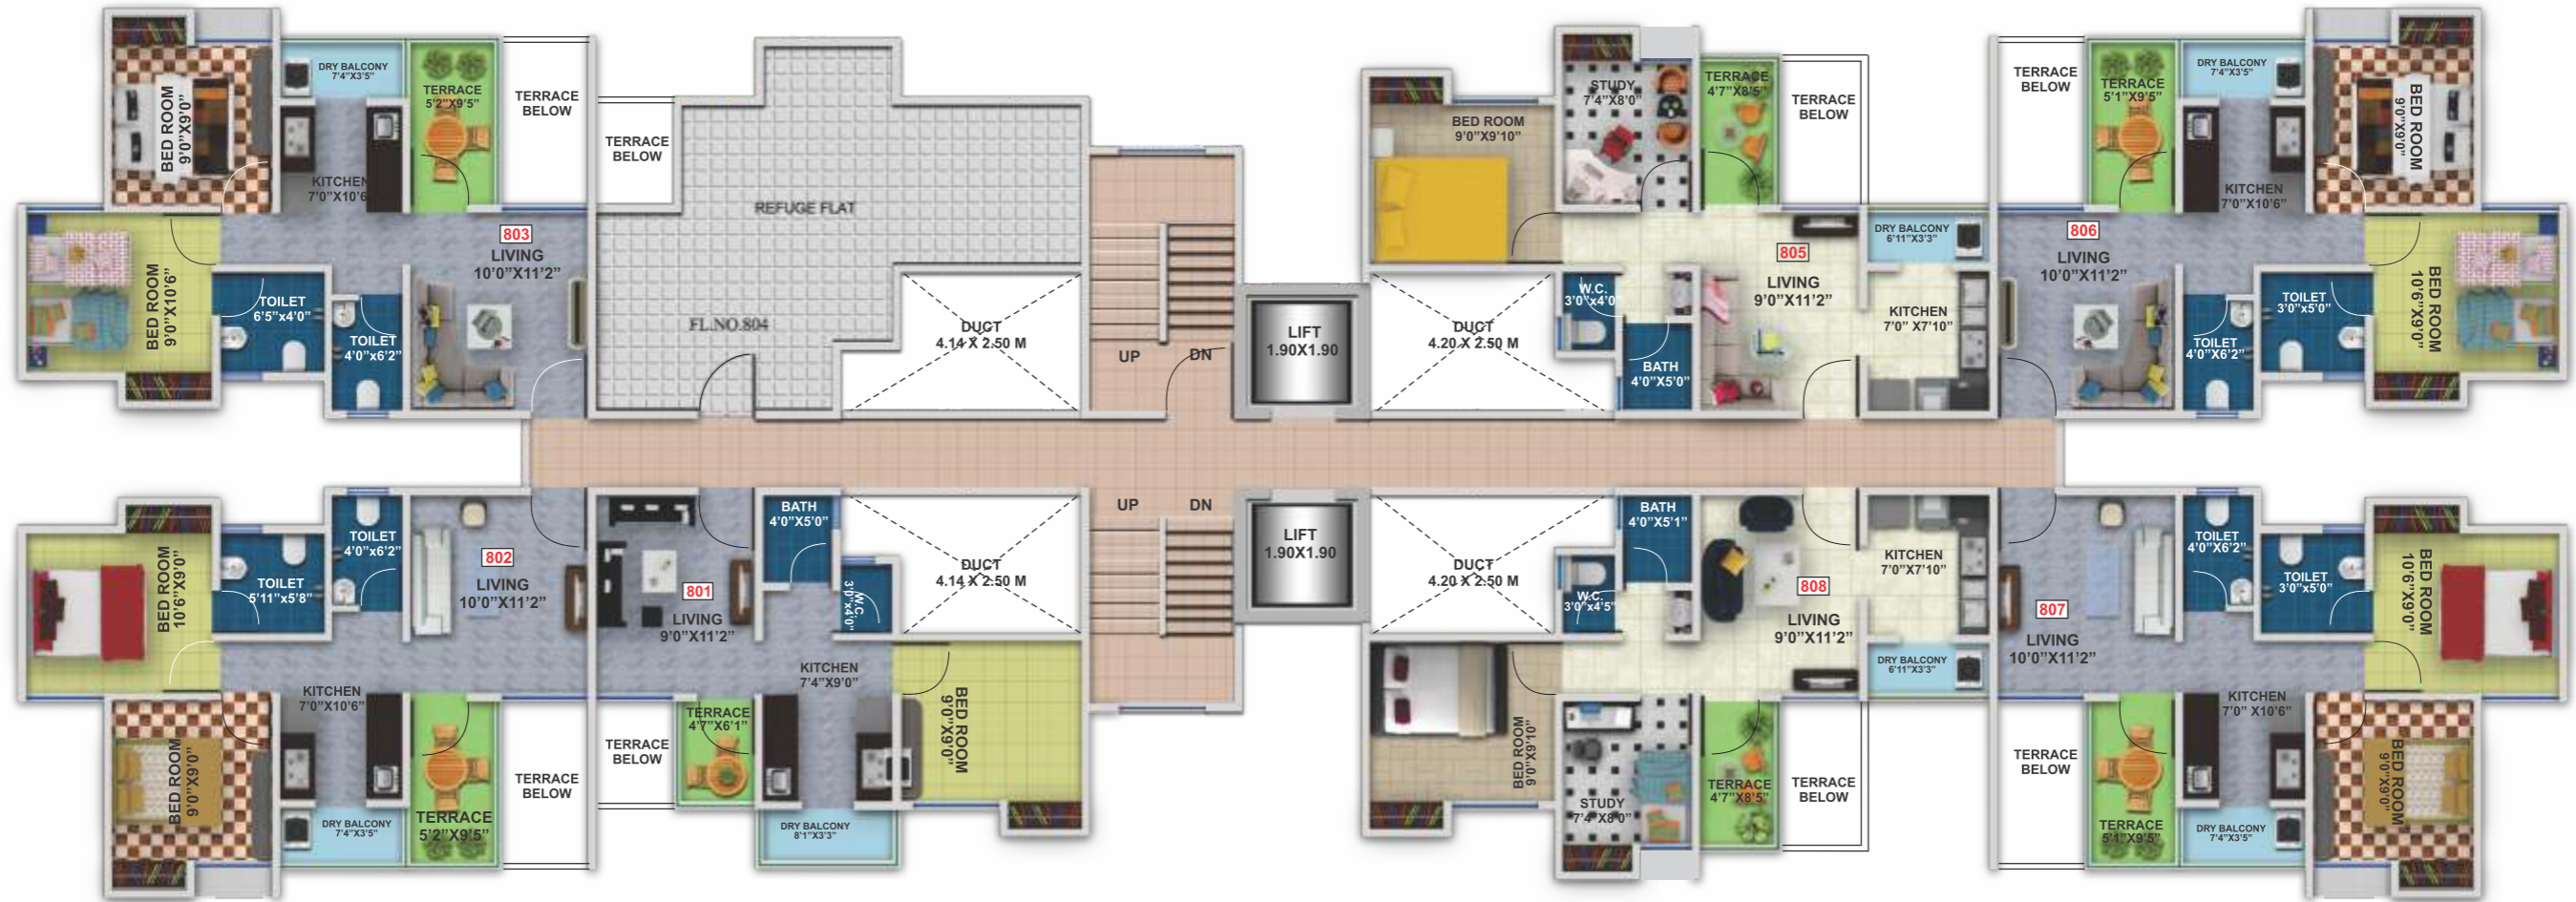 BED ROOM
9'0"X9'0"
DRY BALCONY
7'4"X3'5"
TERRACE
5'2"X9'5"
TERRACE
BELOW
KITCHEN
7'0"X10'6
BED ROOM
9'0"X10'6"
TOILET
6'5"x4'0"
TOILET
4'0"x6'2"
803
LIVING
10'0"X11'2"
TERRACE
BELOW
REFUGE FLAT
FL.NO.804
DUCT
4.14 X 2.50 M
UP
DN
LIFT
1.90X1.90
BED ROOM
9'0"X9'10"
STUDY
7'4"X8'0"
TERRACE
4'7"X8'5"
TERRACE
BELOW
DUCT
4.20 X 2.50 M
W.C.
3'0"x4'0
BATH
4'0"X5'0"
805
LIVING
9'0"X11'2"
DRY BALCONY
6'11"X3'3"
KITCHEN
7'0" X7'10"
TERRACE
BELOW
TERRACE
5'1"X9'5"
DRY BALCONY
7'4"X3'5"
BED ROOM
9'0"X9'0"
KITCHEN
7'0"X10'6"
806
LIVING
10'0"X11'2"
TOILET
4'0"X6'2"
TOILET
3'0"x5'0"
BED ROOM
10'6"X9'0"
BED ROOM
10'6"X9'0"
TOILET
5'11"x5'8"
TOILET
4'0"x6'2"
802
LIVING
10'0"X11'2"
KITCHEN
7'0"X10'6"
BED ROOM
9'0"X9'0"
DRY BALCONY
7'4"X3'5"
TERRACE
5'2"X9'5"
TERRACE
BELOW
801
LIVING
9'0"X11'2"
BATH
4'0"X5'0"
W.C.
3'0"x4'0"
DUCT
4.14 X 2.50 M
KITCHEN
7'4"X9'0"
TERRACE
BELOW
TERRACE
4'7"X6'1"
DRY BALCONY
8'1"X3'3"
BED ROOM
9'0"X9'0"
UP
DN
LIFT
1.90X1.90
DUCT
4.20 X 2.50 M
BATH
4'0"X5'1"
W.C.
3'0"x4'5"
808
LIVING
9'0"X11'2"
KITCHEN
7'0"X7'10"
DRY BALCONY
6'11"X3'3"
BED ROOM
9'0"X9'10"
STUDY
7'4"X8'0"
TERRACE
4'7"X8'5"
TERRACE
BELOW
807
LIVING
10'0"X11'2"
TOILET
4'0"X6'2"
TOILET
3'0"x5'0"
BED ROOM
10'6"X9'0"
KITCHEN
7'0" X10'6"
TERRACE
BELOW
TERRACE
5'1"X9'5"
DRY BALCONY
7'4"X3'5"
BED ROOM
9'0"X9'0"